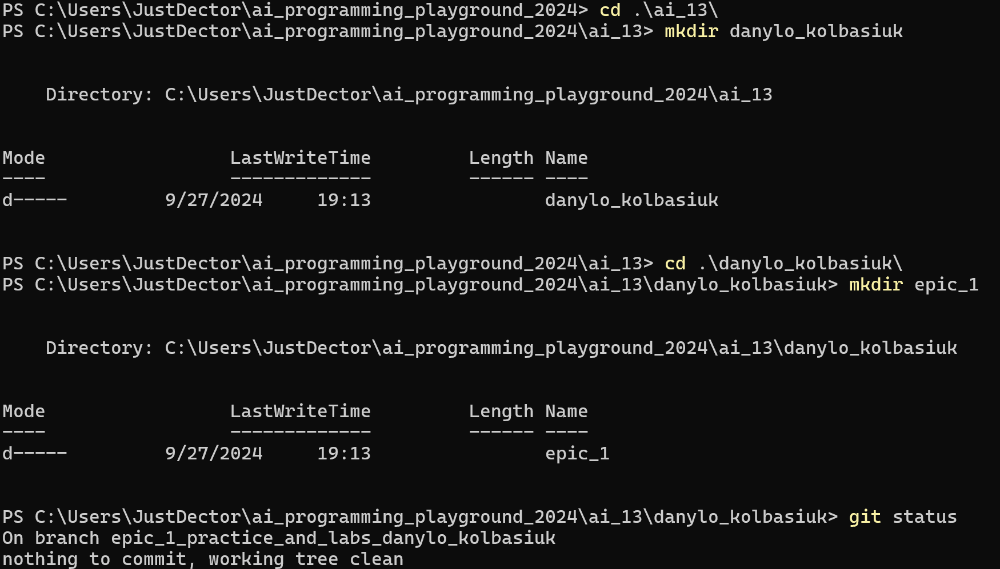 PS C:\Users\JustDector\ai_programming_playground_2024> cd .\ai_13\
PS C:\Users\JustDector\ai_programming_playground_2024\ai_13> mkdir danylo_kolbasiuk
    Directory: C:\Users\JustDector\ai_programming_playground_2024\ai_13
Mode                 LastWriteTime         Length Name
----                 -------------         ------ ----
d-----         9/27/2024     19:13                danylo_kolbasiuk
PS C:\Users\JustDector\ai_programming_playground_2024\ai_13> cd .\danylo_kolbasiuk\
PS C:\Users\JustDector\ai_programming_playground_2024\ai_13\danylo_kolbasiuk> mkdir epic_1
    Directory: C:\Users\JustDector\ai_programming_playground_2024\ai_13\danylo_kolbasiuk
Mode                 LastWriteTime         Length Name
----                 -------------         ------ ----
d-----         9/27/2024     19:13                epic_1
PS C:\Users\JustDector\ai_programming_playground_2024\ai_13\danylo_kolbasiuk> git status
On branch epic_1_practice_and_labs_danylo_kolbasiuk
nothing to commit, working tree clean